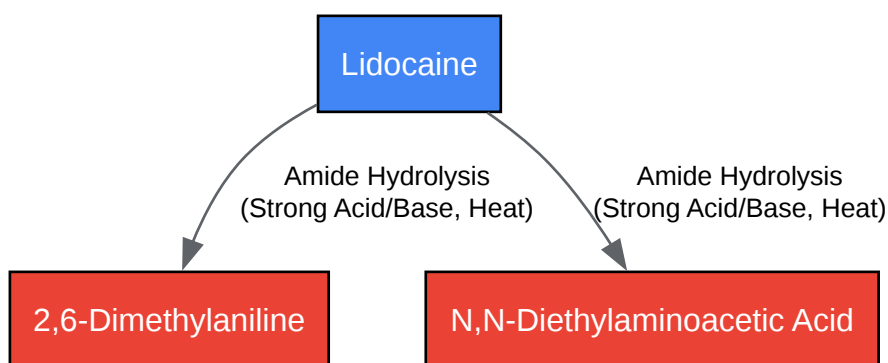 Lidocaine
Amide Hydrolysis
(Strong Acid/Base, Heat)
Amide Hydrolysis
(Strong Acid/Base, Heat)
2,6-Dimethylaniline
N,N-Diethylaminoacetic Acid